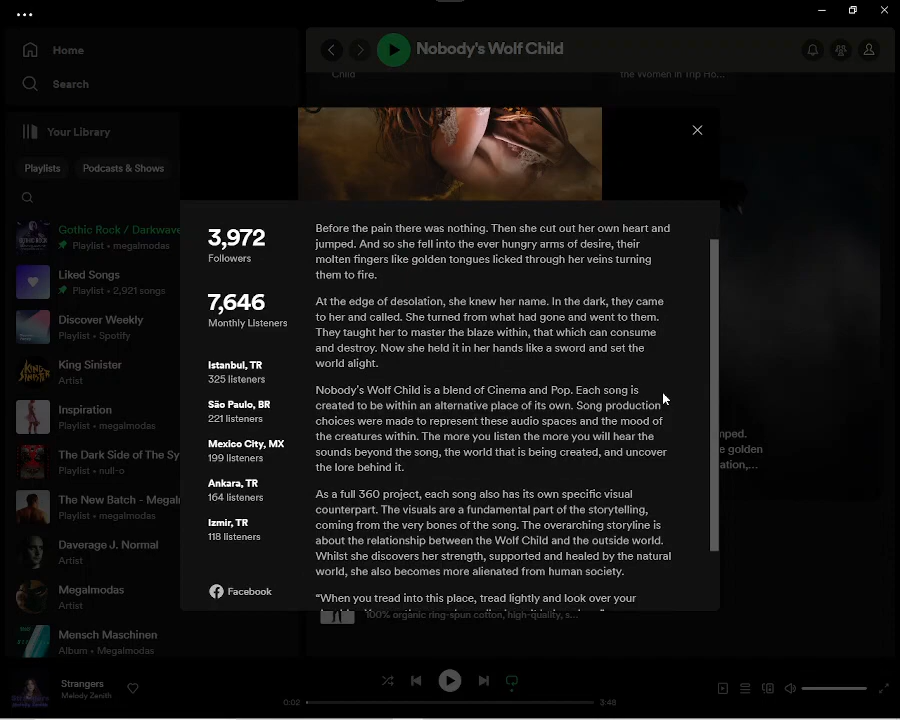 Nobody's Wolf Child
Home
Search
Child
the Women in Trip Ho...
Your Library
Playlists
Podcasts & Shows
Gothic Rock / Darkwave
Playlist • megalmodas
Liked Songs
Playlist • 2,921 songs
Discover Weekly
Playlist • Spotify
King Sinister
Artist
Inspiration
Playlist • megalmodas
The Dark Side of The Sy
Playlist • null-o
The New Batch - Megaln
Playlist • megalmodas
Daverage J. Normal
Artist
Megalmodas
Artist
Mensch Maschinen
Album • Megalmodas
3,972
Followers
7,646
Monthly Listeners
Istanbul, TR
325 listeners
São Paulo, BR
221 listeners
Mexico City, MX
199 listeners
Ankara, TR
164 listeners
Izmir, TR
118 listeners
Facebook
Before the pain there was nothing. Then she cut out her own heart and
jumped. And so she fell into the ever hungry arms of desire, their
molten fingers like golden tongues licked through her veins turning
them to fire.
At the edge of desolation, she knew her name. In the dark, they came
to her and called. She turned from what had gone and went to them.
They taught her to master the blaze within, that which can consume
and destroy. Now she held it in her hands like a sword and set the
world alight.
Nobody's Wolf Child is a blend of Cinema and Pop. Each song is
created to be within an alternative place of its own. Song production
choices were made to represent these audio spaces and the mood of
the creatures within. The more you listen the more you will hear the
sounds beyond the song, the world that is being created, and uncover
the lore behind it.
As a full 360 project, each song also has its own specific visual
counterpart. The visuals are a fundamental part of the storytelling,
coming from the very bones of the song. The overarching storyline is
about the relationship between the Wolf Child and the outside world.
Whilst she discovers her strength, supported and healed by the natural
world, she also becomes more alienated from human society.
"When you tread into this place, tread lightly and look over your
mped.
e golden
ation,...
100% organic ring-spun cotton, high-quality, s...
Strangers
Melody Zenith
0:02
3:48